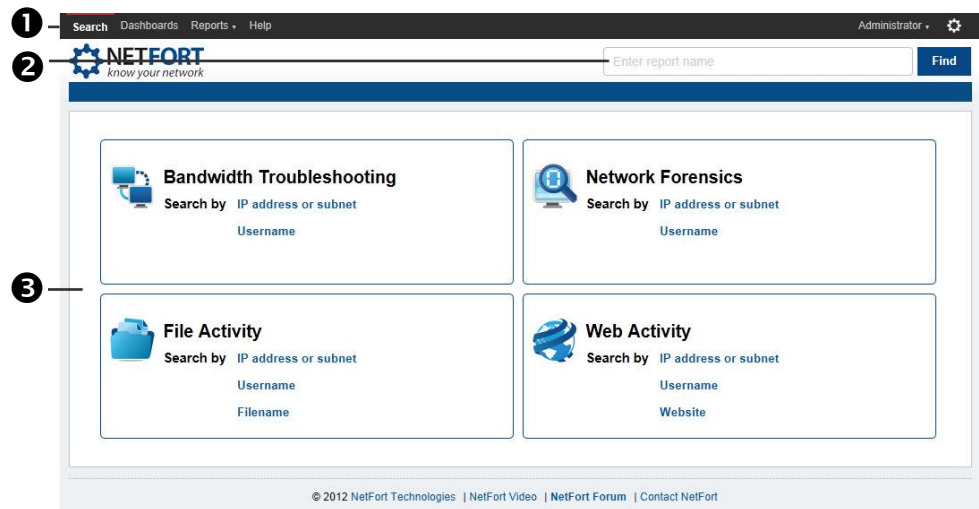 ❶
Search Dashboards Reports Help Administrator
❷
NETFORT
know your network
Enter report name Find
Bandwidth Troubleshooting
Search by IP address or subnet
Username
Network Forensics
Search by IP address or subnet
Username
❸
File Activity
Search by IP address or subnet
Username
Filename
Web Activity
Search by IP address or subnet
Username
Website
© 2012 NetFort Technologies | NetFort Video | NetFort Forum | Contact NetFort